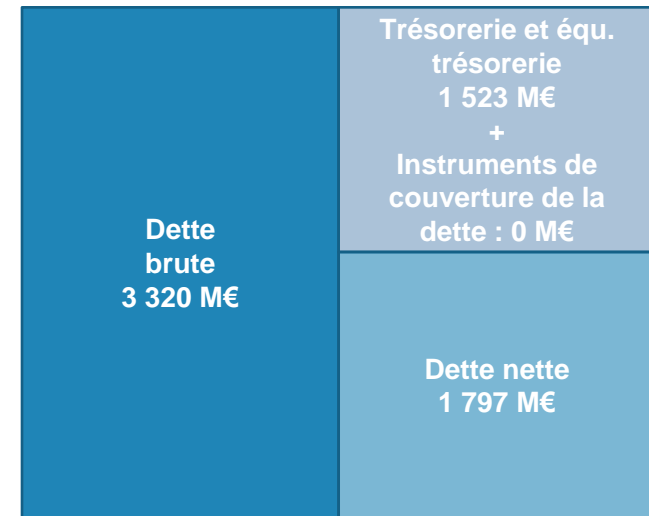 Dette
brute
3 320 M€
Trésorerie et équ.
trésorerie
1 523 M€
+
Instruments de
couverture de la
dette : 0 M€
Dette nette
1 797 M€